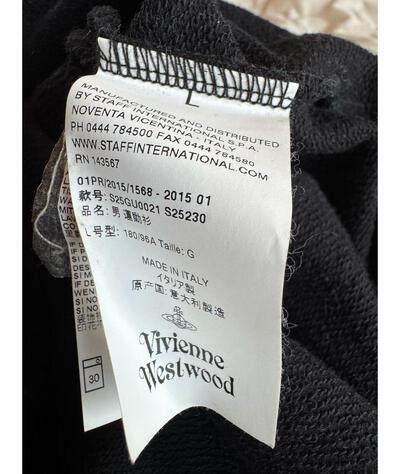 L
MANUFACTURED AND DISTRIBUTED
BY STAFF INTERNATIONAL S.P.A.
NOVENTA VICENTINA - ITALY
PH 0444 784500 FAX 0444 784580
WWW.STAFFINTERNATIONAL.COM
RN 143567
01PR/2015/1568 - 2015 01
款号: S25GU0021 S25230
品名: 男運動衫
L号型: 180/96A Taille: G
MADE IN ITALY
イタリア製
原产国: 意大利製造
Vivienne
Westwood
S
30